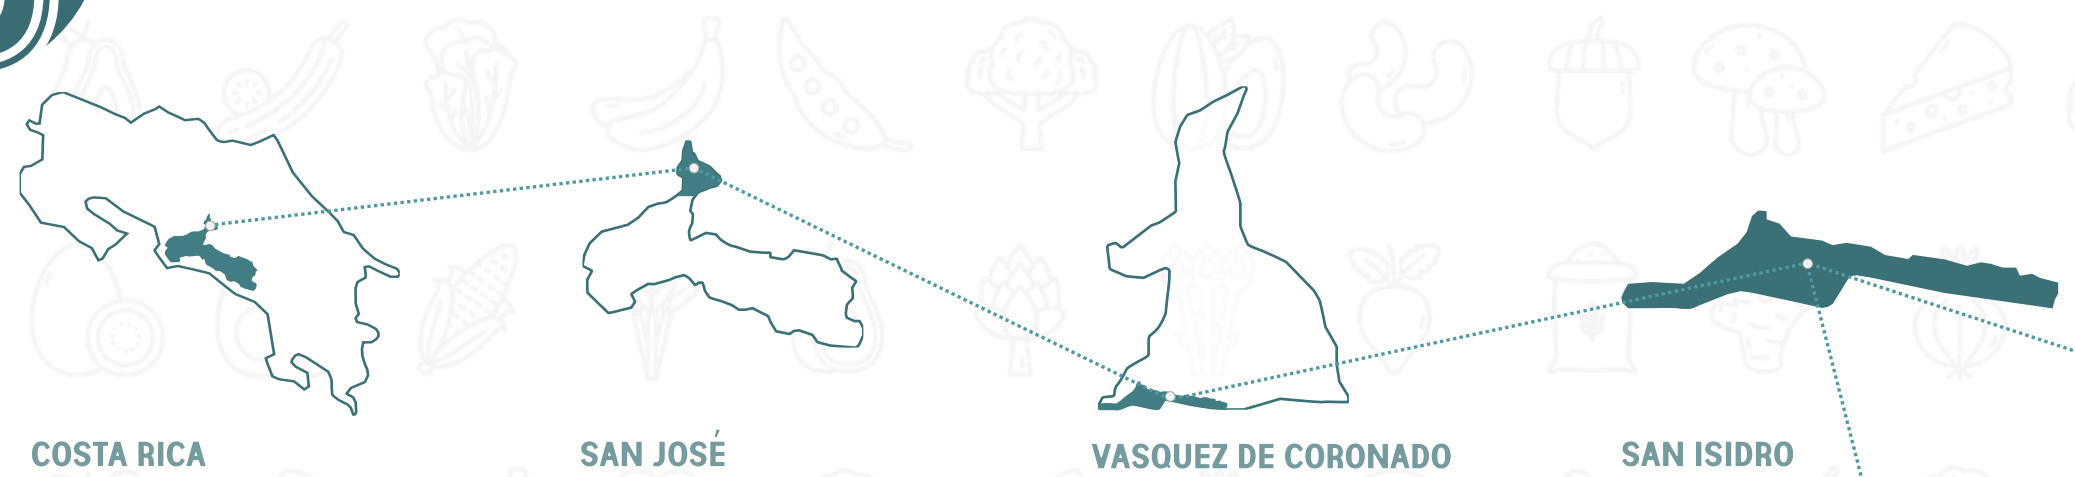 COSTA RICA
SAN JOSÉ
VASQUEZ DE CORONADO
SAN ISIDRO